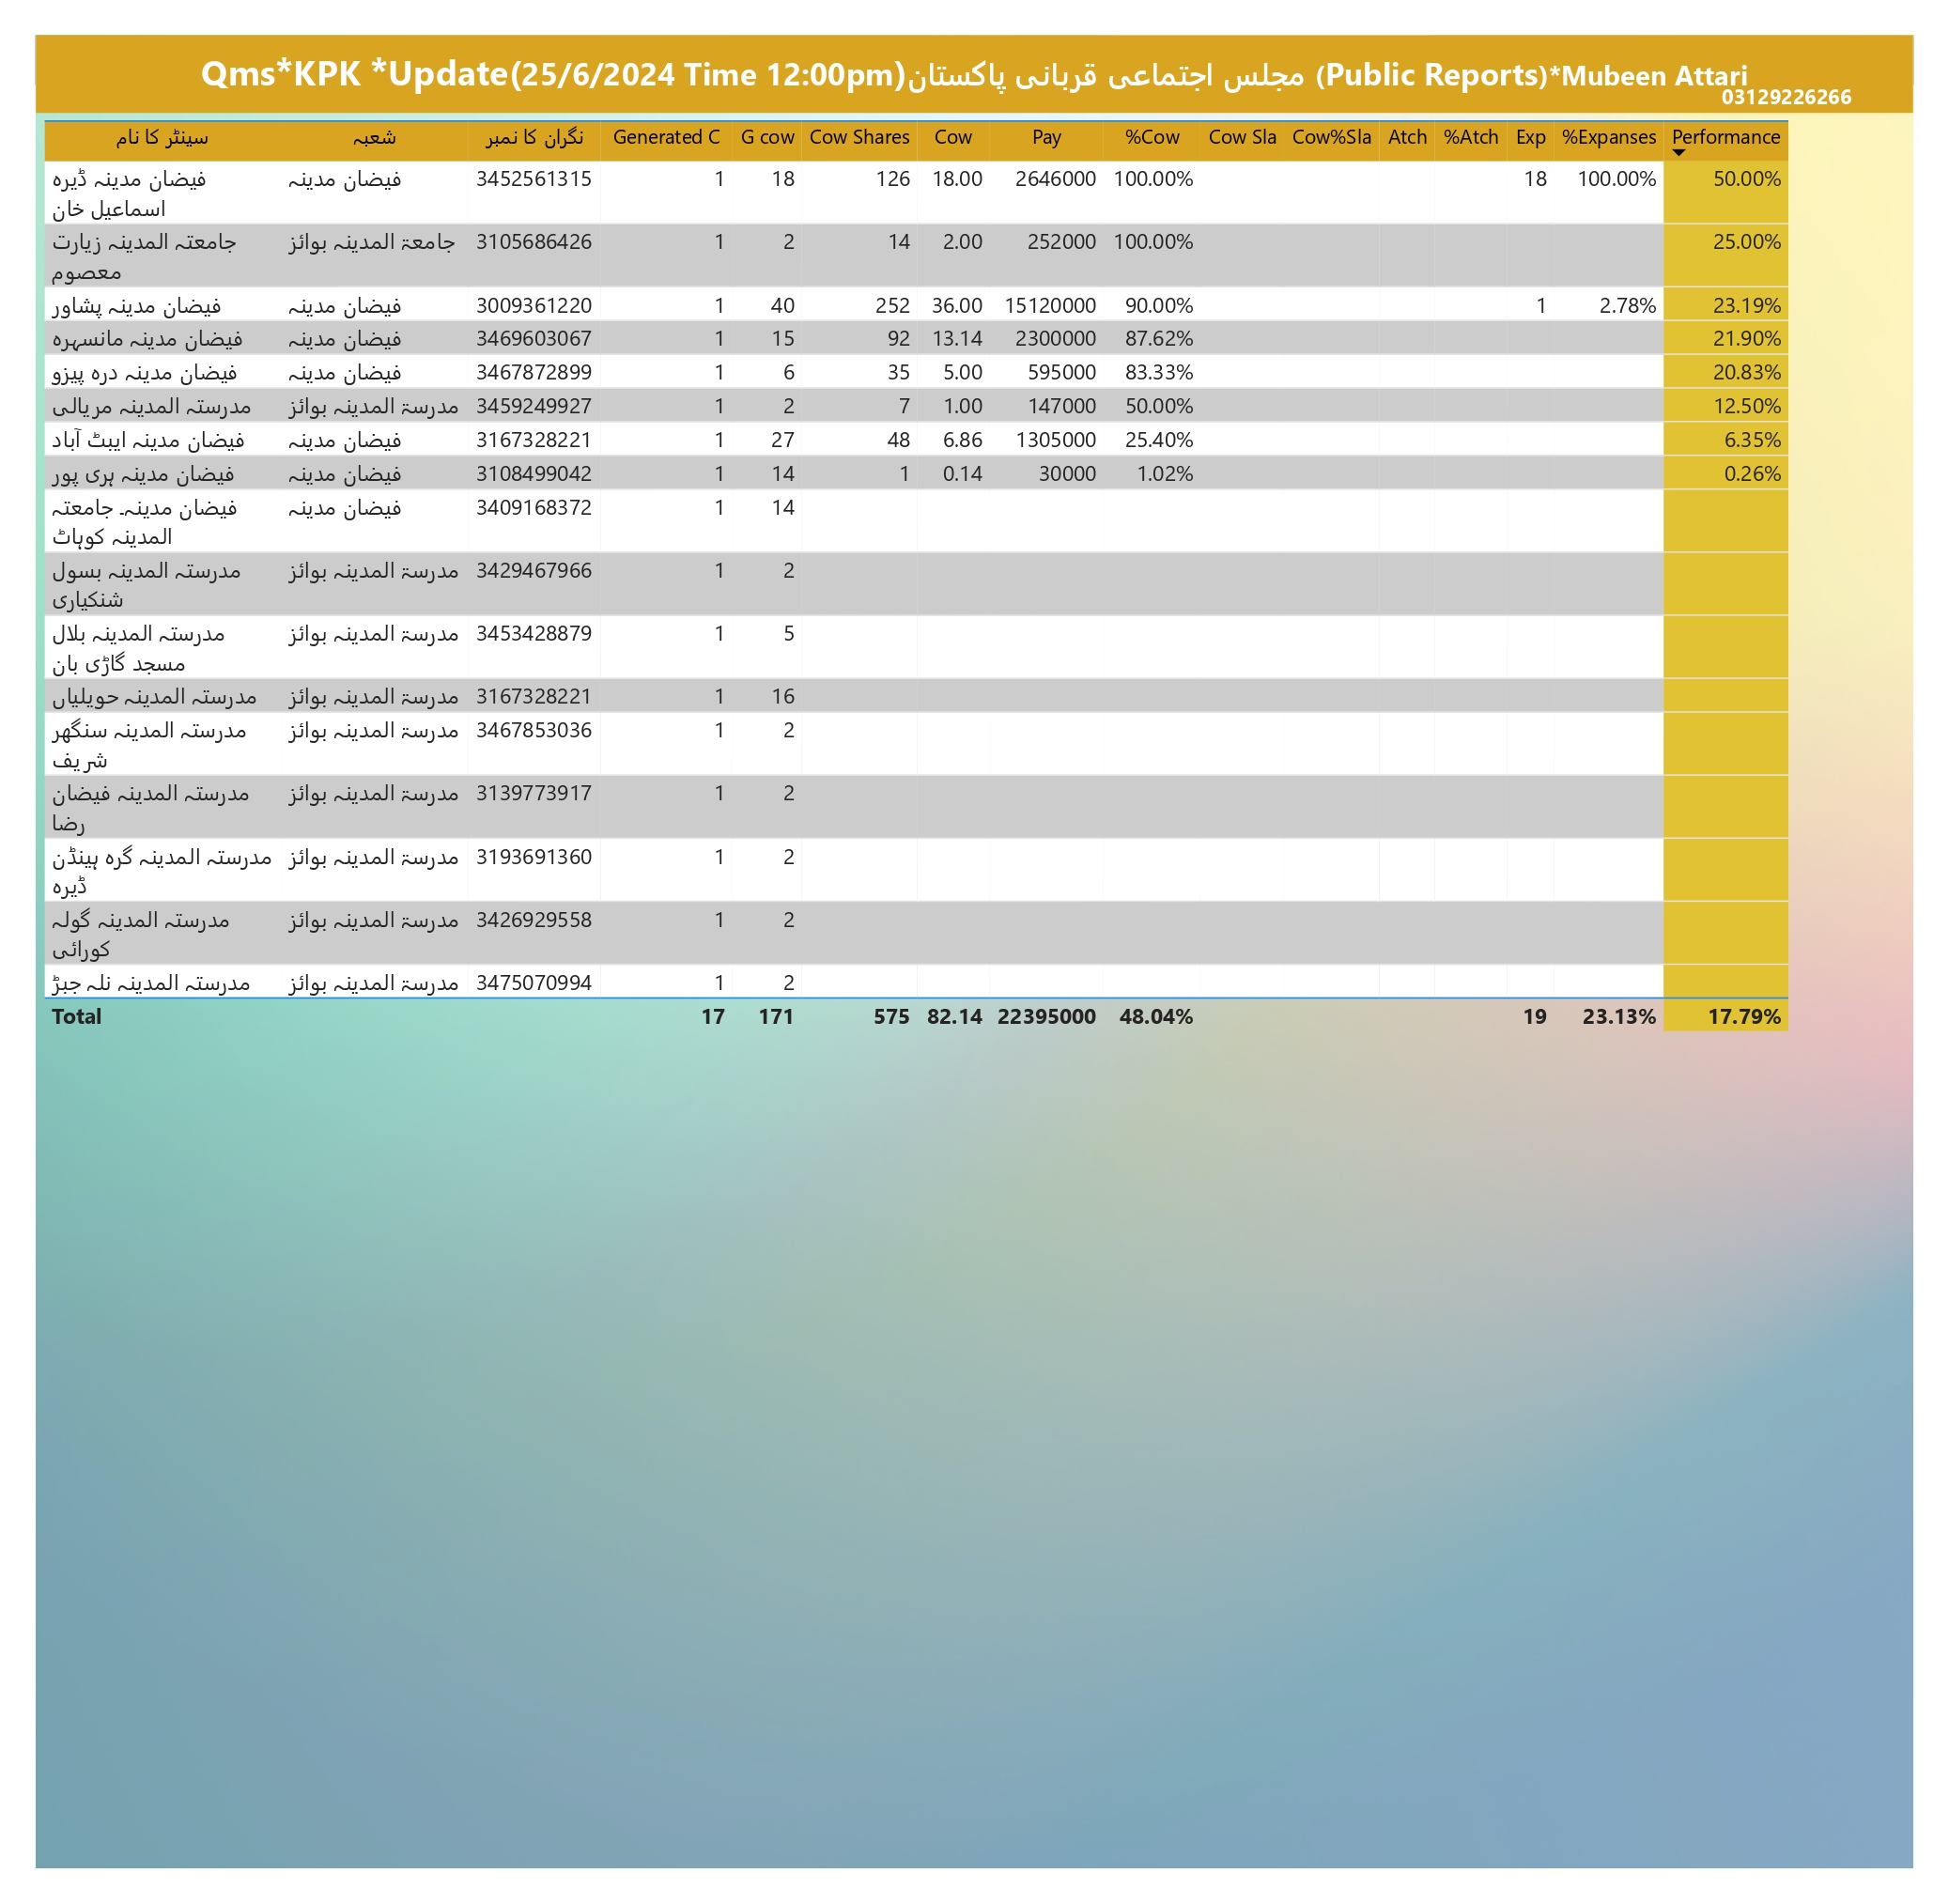 Qms*KPK *Update(25/6/2024 Time 12:00pm)مجلس اجتماعی قربانی پاکستان (Public Reports)*Mubeen Attari
03129226266
سینٹر کا نام شعبہ نگران کا نمبر Generated C G cow Cow Shares Cow Pay %Cow Cow Sla Cow%Sla Atch %Atch Exp %Expanses Performance
فیضان مدینہ ڈیرہ فیضان مدینہ 3452561315 1 18 126 18.00 2646000 100.00% 18 100.00% 50.00%
اسماعیل خان
جامعتہ المدینہ زیارت جامعۃ المدینہ بوائز 3105686426 1 2 14 2.00 252000 100.00% 25.00%
معصوم
فیضان مدینہ پشاور فیضان مدینہ 3009361220 1 40 252 36.00 15120000 90.00% 1 2.78% 23.19%
فیضان مدینہ مانسہرہ فیضان مدینہ 3469603067 1 15 92 13.14 2300000 87.62% 21.90%
فیضان مدینہ درہ پیزو فیضان مدینہ 3467872899 1 6 35 5.00 595000 83.33% 20.83%
مدرستہ المدینہ مریالی مدرسۃ المدینہ بوائز 3459249927 1 2 7 1.00 147000 50.00% 12.50%
فیضان مدینہ ایبٹ آباد فیضان مدینہ 3167328221 1 27 48 6.86 1305000 25.40% 6.35%
فیضان مدینہ ہری پور فیضان مدینہ 3108499042 1 14 1 0.14 30000 1.02% 0.26%
فیضان مدینہ۔ جامعتہ فیضان مدینہ 3409168372 1 14
المدینہ کوہاٹ
مدرستہ المدینہ بسول مدرسۃ المدینہ بوائز 3429467966 1 2
شنکیاری
مدرستہ المدینہ بلال مدرسۃ المدینہ بوائز 3453428879 1 5
مسجد گاڑی بان
مدرستہ المدینہ حویلیاں مدرسۃ المدینہ بوائز 3167328221 1 16
مدرستہ المدینہ سنگھر مدرسۃ المدینہ بوائز 3467853036 1 2
شریف
مدرستہ المدینہ فیضان مدرسۃ المدینہ بوائز 3139773917 1 2
رضا
مدرستہ المدینہ گرہ ہینڈن مدرسۃ المدینہ بوائز 3193691360 1 2
ڈیرہ
مدرستہ المدینہ گولہ مدرسۃ المدینہ بوائز 3426929558 1 2
کورائی
مدرستہ المدینہ نلہ جبڑ مدرسۃ المدینہ بوائز 3475070994 1 2
Total 17 171 575 82.14 22395000 48.04% 19 23.13% 17.79%